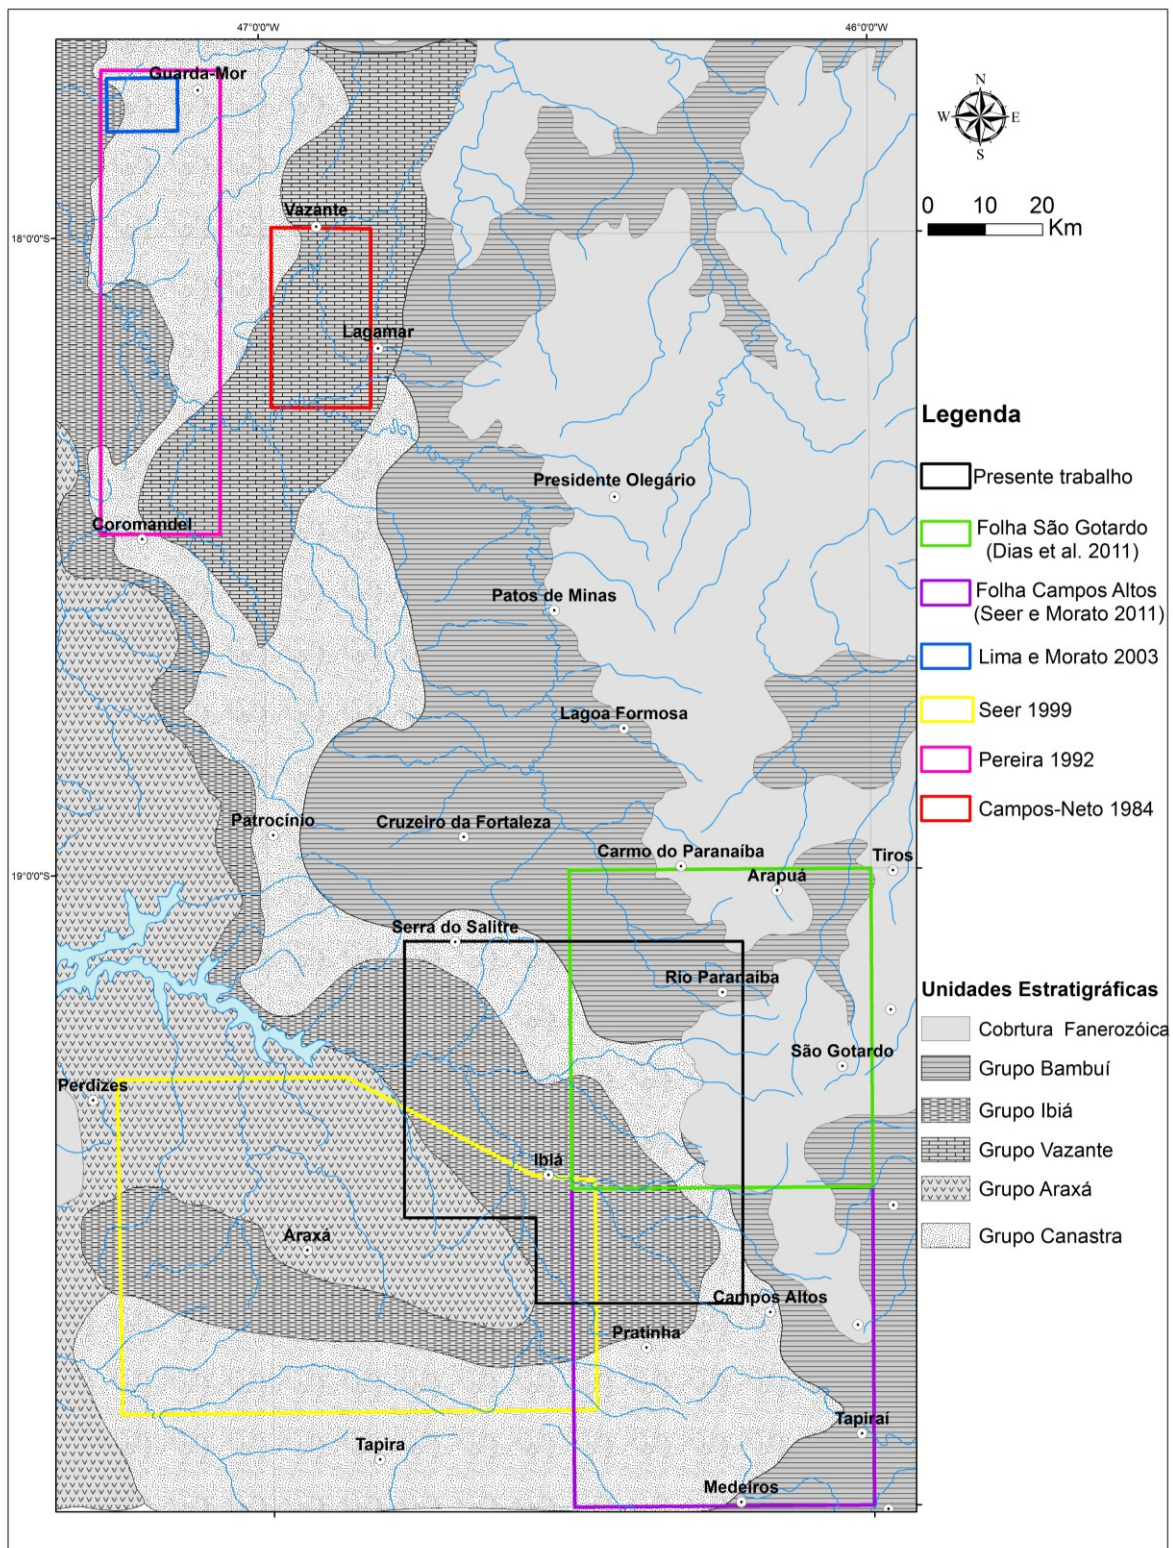 47°0'0"W
46°0'0"W
Guarda-Mor
N
W
E
S
Vazante
0 10 20
Km
18°0'0"S
Lagamar
Legenda
Presidente Olegário
Presente trabalho
Coromandel
Folha São Gotardo
(Dias et al. 2011)
Patos de Minas
Folha Campos Altos
(Seer e Morato 2011)
Lima e Morato 2003
Lagoa Formosa
Seer 1999
Pereira 1992
Patrocínio
Cruzeiro da Fortaleza
Campos-Neto 1984
Carmo do Paranaíba
Tiros
19°0'0"S
Arapuá
Serra do Salitre
Rio Paranaíba
Unidades Estratigráficas
Cobrtura Fanerozóica
São Gotardo
Grupo Bambuí
Perdizes
Grupo Ibiá
Grupo Vazante
Ibiá
Grupo Araxá
Araxá
Grupo Canastra
Campos Altos
Pratinha
Tapiraí
Tapira
Medeiros